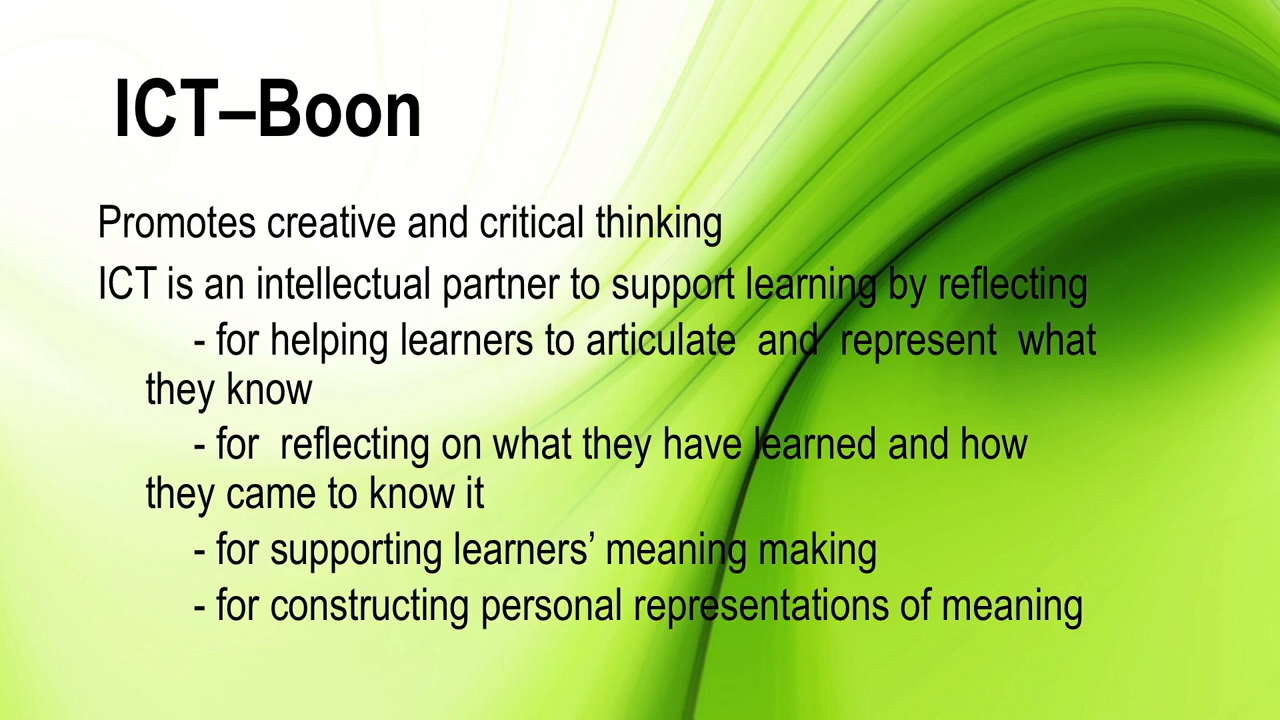 ICT–Boon
Promotes creative and critical thinking
ICT is an intellectual partner to support learning by reflecting
- for helping learners to articulate  and  represent  what
they know
- for  reflecting on what they have learned and how
they came to know it
- for supporting learners’ meaning making
- for constructing personal representations of meaning